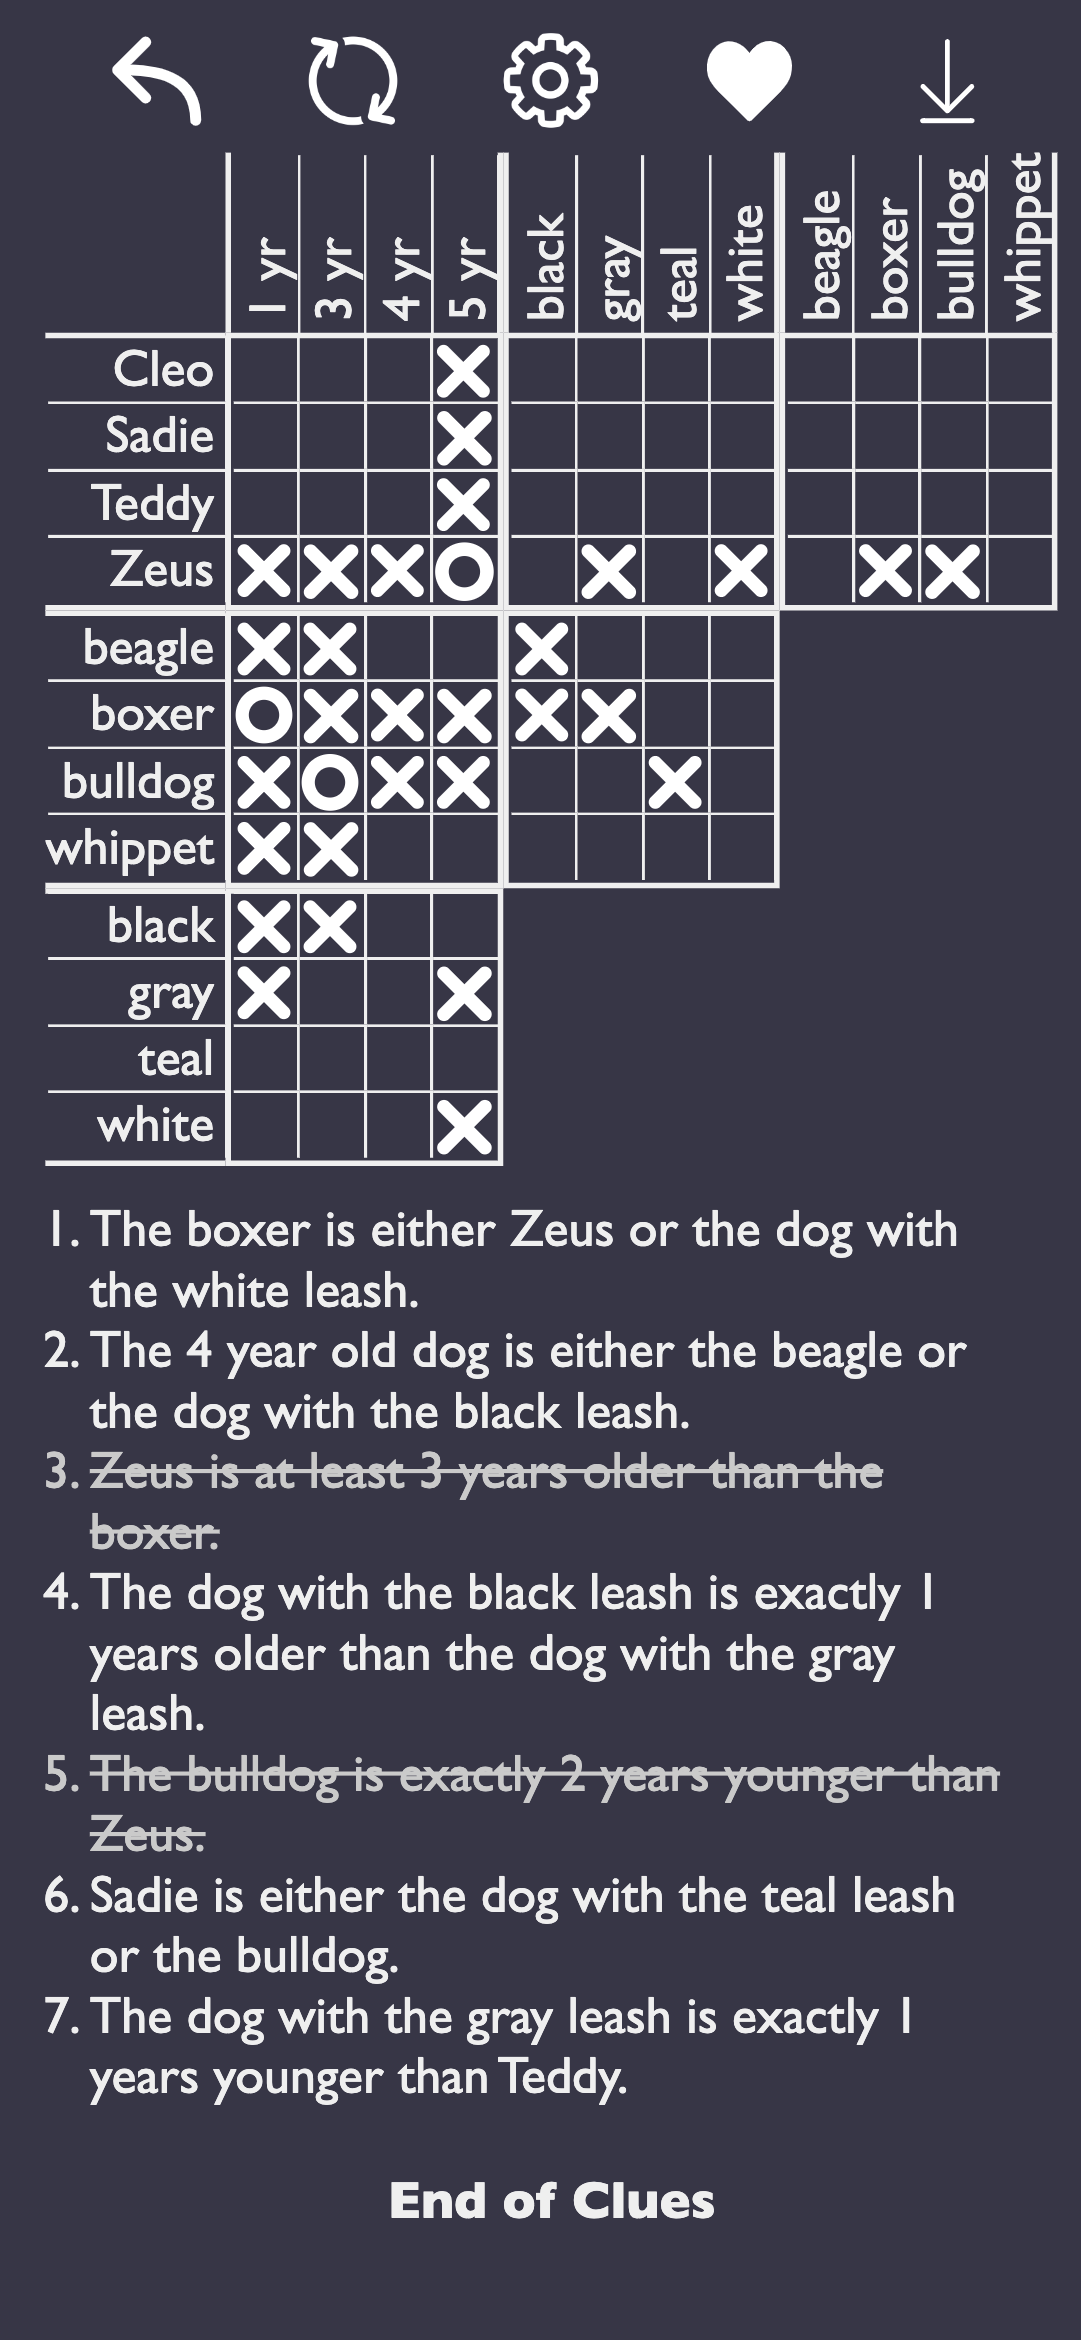 1 yr
3 yr
4 yr
5 yr
black
gray
teal
white
beagle
boxer
bulldog
whippet
Cleo
Sadie
Teddy
Zeus
beagle
boxer
bulldog
whippet
black
gray
teal
white
1. The boxer is either Zeus or the dog with
the white leash.
2. The 4 year old dog is either the beagle or
the dog with the black leash.
3. Zeus is at least 3 years older than the
boxer.
4. The dog with the black leash is exactly 1
years older than the dog with the gray
leash.
5. The bulldog is exactly 2 years younger than
Zeus.
6. Sadie is either the dog with the teal leash
or the bulldog.
7. The dog with the gray leash is exactly 1
years younger than Teddy.
End of Clues